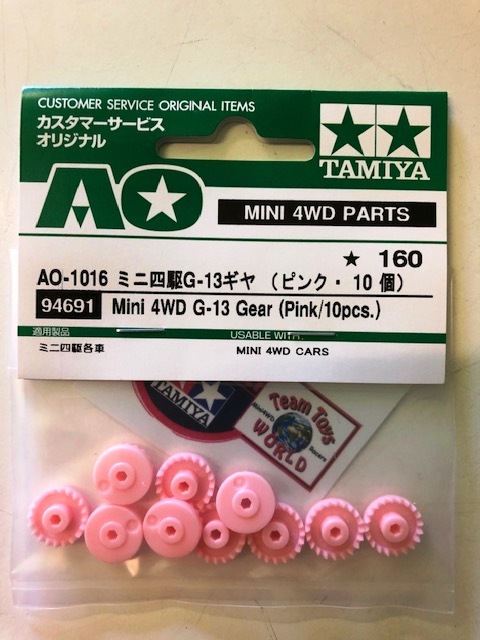 CUSTOMER SERVICE ORIGINAL ITEMS
カスタマーサービス
オリジナル
TAMIYA
AO
MINI 4WD PARTS
★ 160
AO-1016 ミニ四駆G-13ギヤ (ピンク・10個)
94691 Mini 4WD G-13 Gear (Pink/10pcs.)
適用製品 USABLE WITH:
ミニ四駆各車 MINI 4WD CARS
TAMIYA
Team Toys
Mini4WD Racers
WORLD